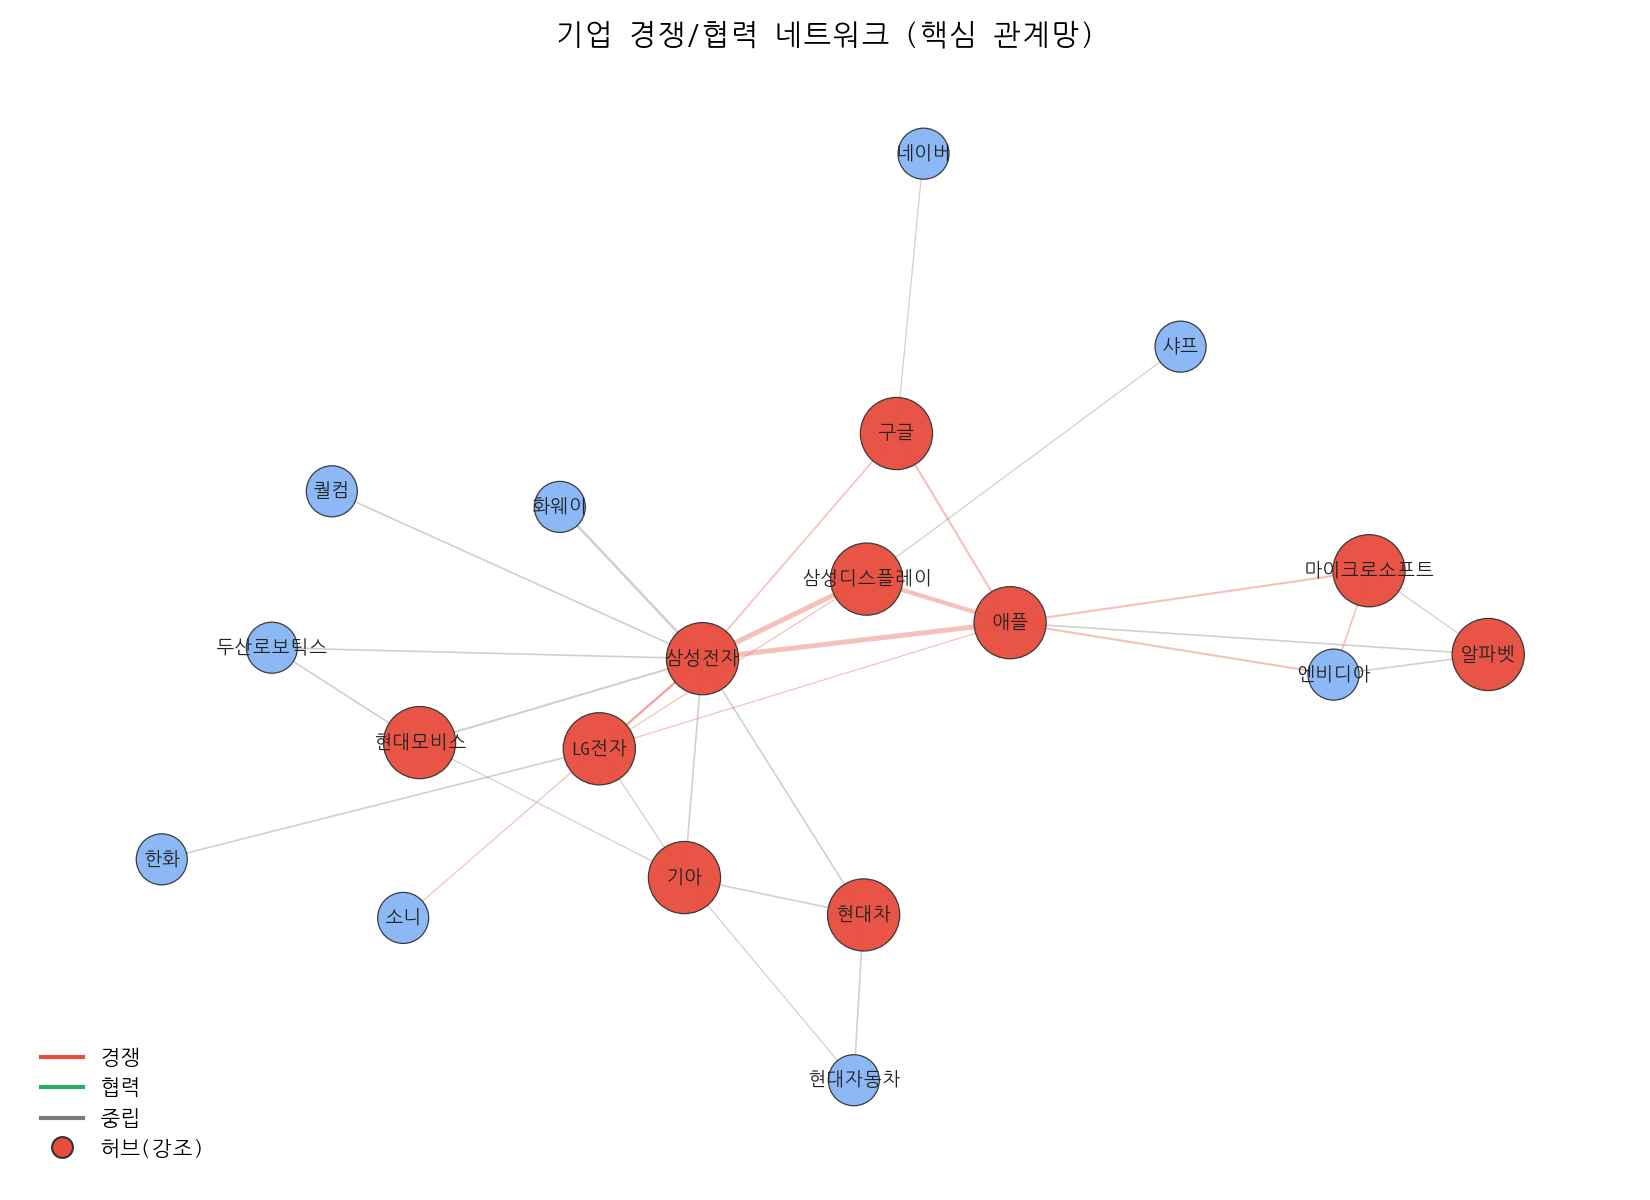 기업 경쟁/협력 네트워크 (핵심 관계망)
네이버
샤프
구글
퀄컴
화웨이
삼성디스플레이
마이크로소프트
애플
두산로보틱스
삼성전자
알파벳
엔비디아
현대모비스
LG전자
한화
기아
현대차
소니
현대자동차
경쟁
협력
중립
허브(강조)